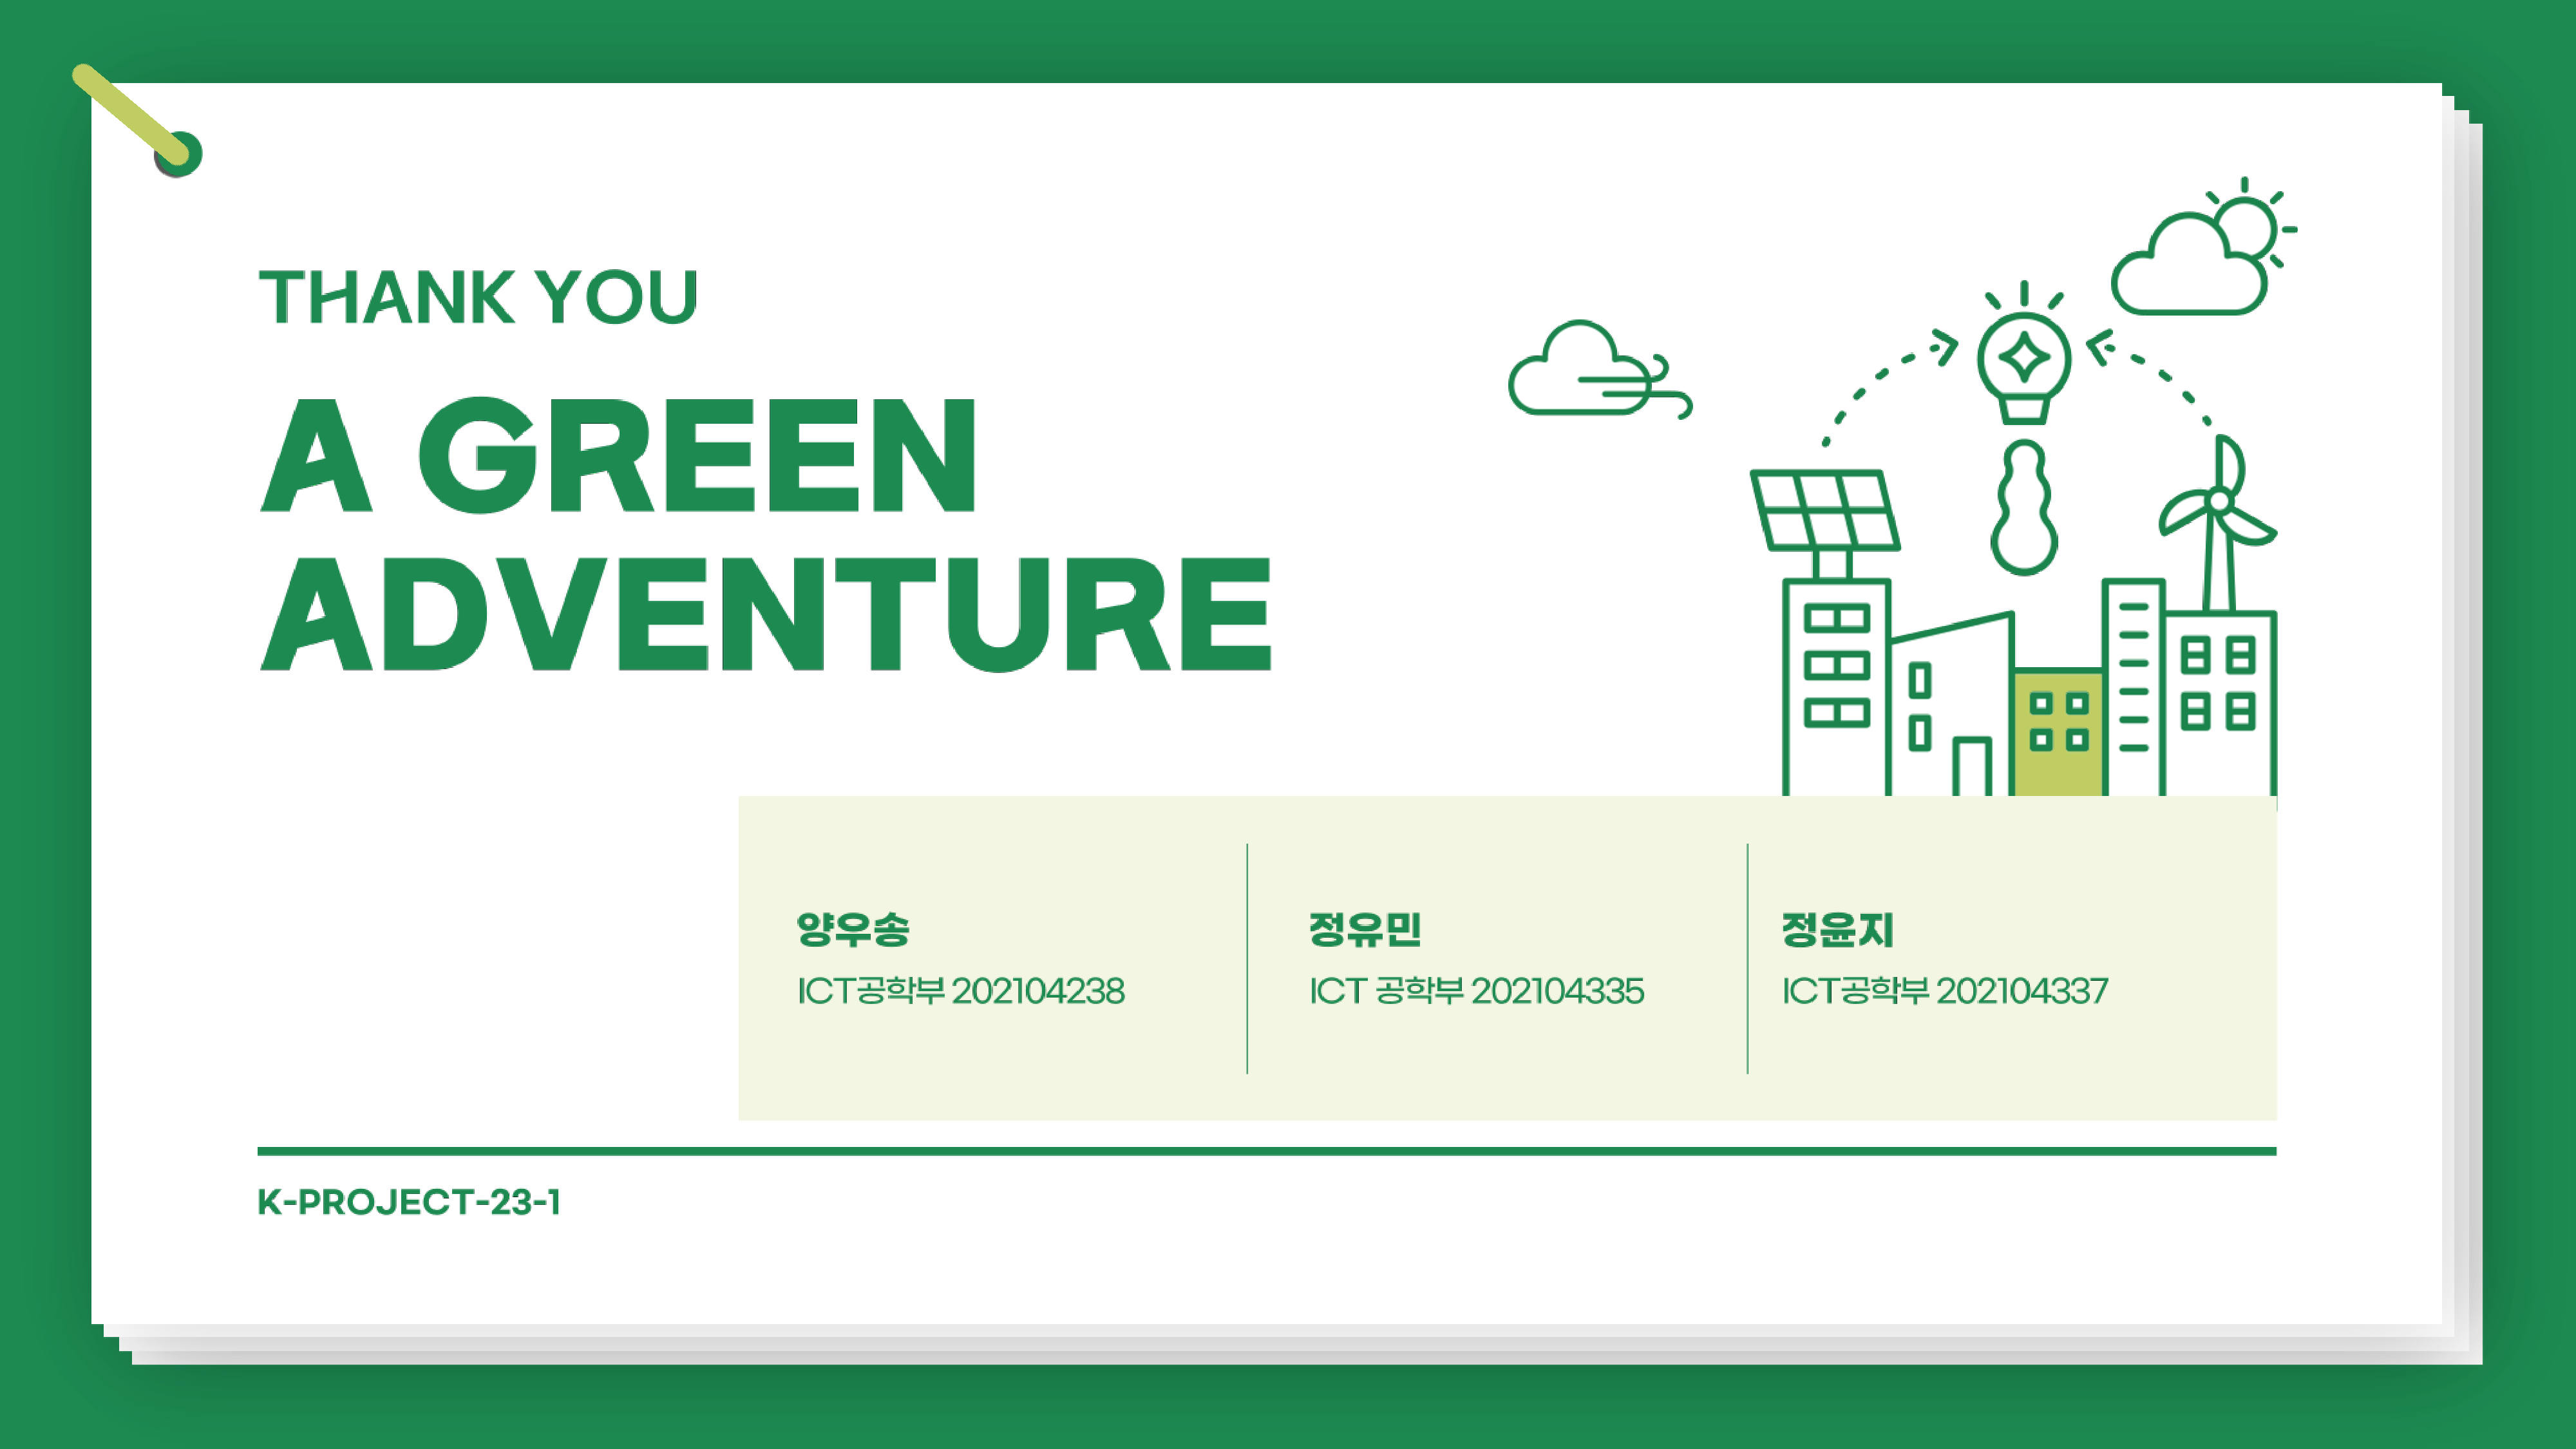 THANK YOU
A GREEN
ADVENTURE
양우송
ICT공학부 202104238
정유민
ICT 공학부 202104335
정윤지
ICT공학부 202104337
K-PROJECT-23-1